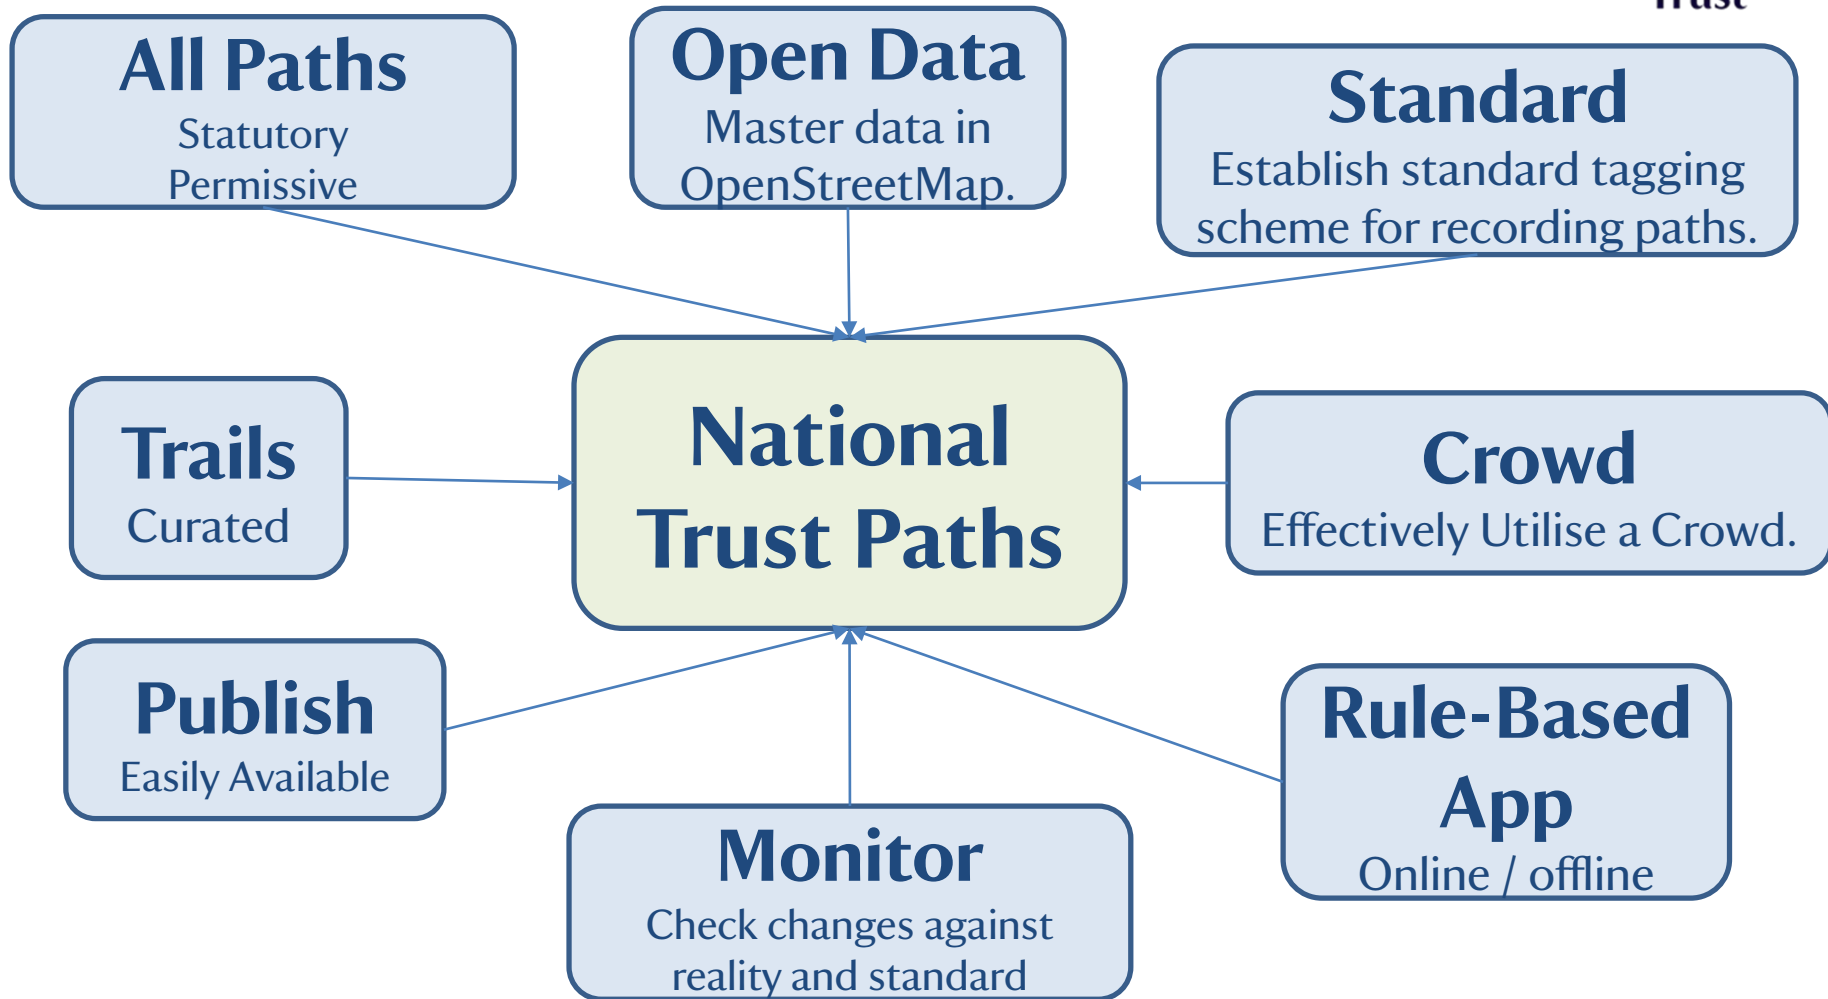 Trust
All Paths
Statutory
Permissive
Open Data
Master data in
OpenStreetMap.
Standard
Establish standard tagging
scheme for recording paths.
Trails
Curated
National
Trust Paths
Crowd
Effectively Utilise a Crowd.
Publish
Easily Available
Monitor
Check changes against
reality and standard
Rule-Based
App
Online / offline